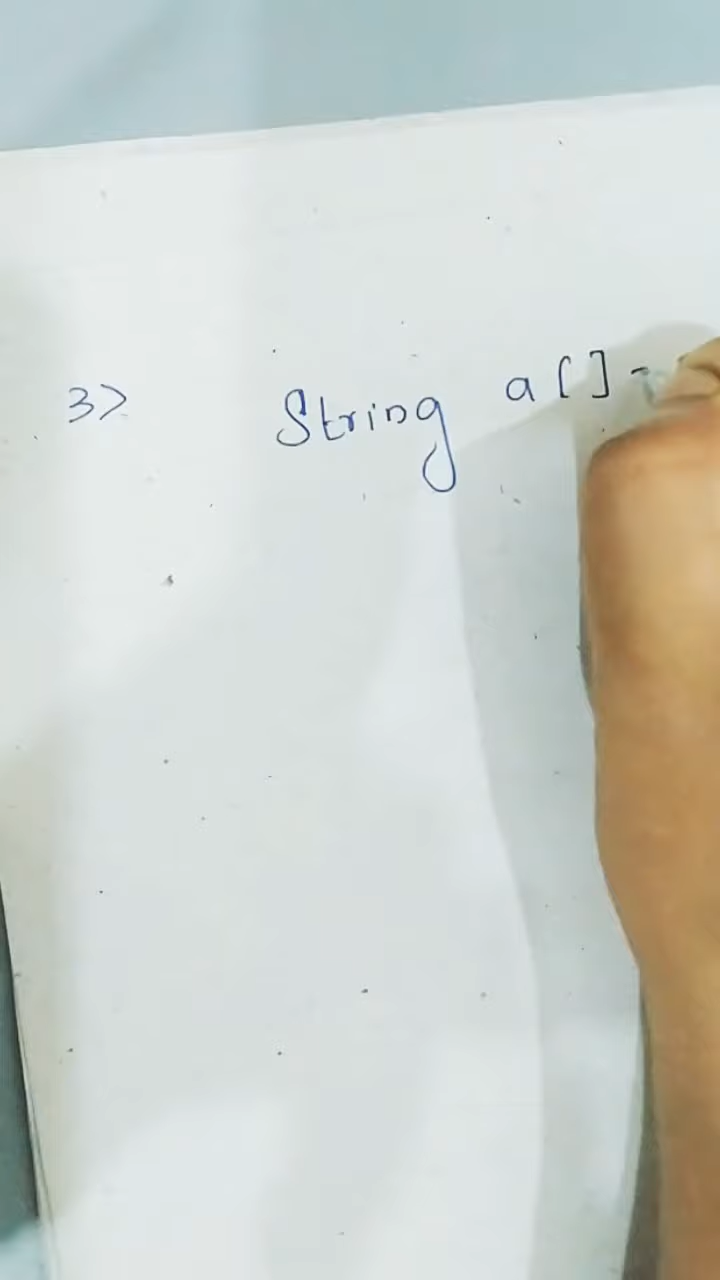 3> String a[] =